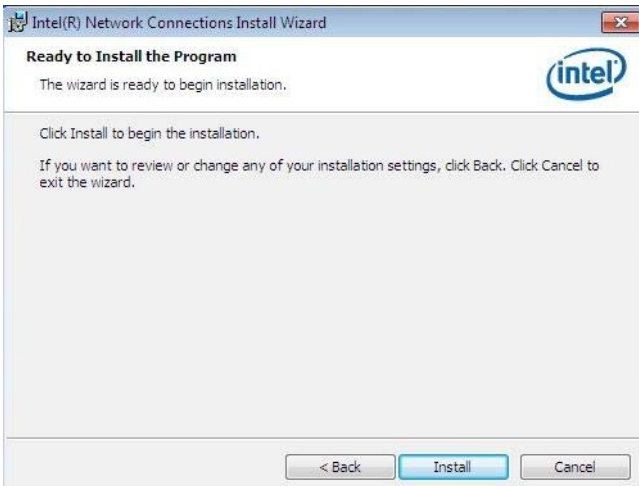 Intel(R) Network Connections Install Wizard
Ready to Install the Program
The wizard is ready to begin installation.
intel
Click Install to begin the installation.
If you want to review or change any of your installation settings, click Back. Click Cancel to
exit the wizard.
< Back
Install
Cancel